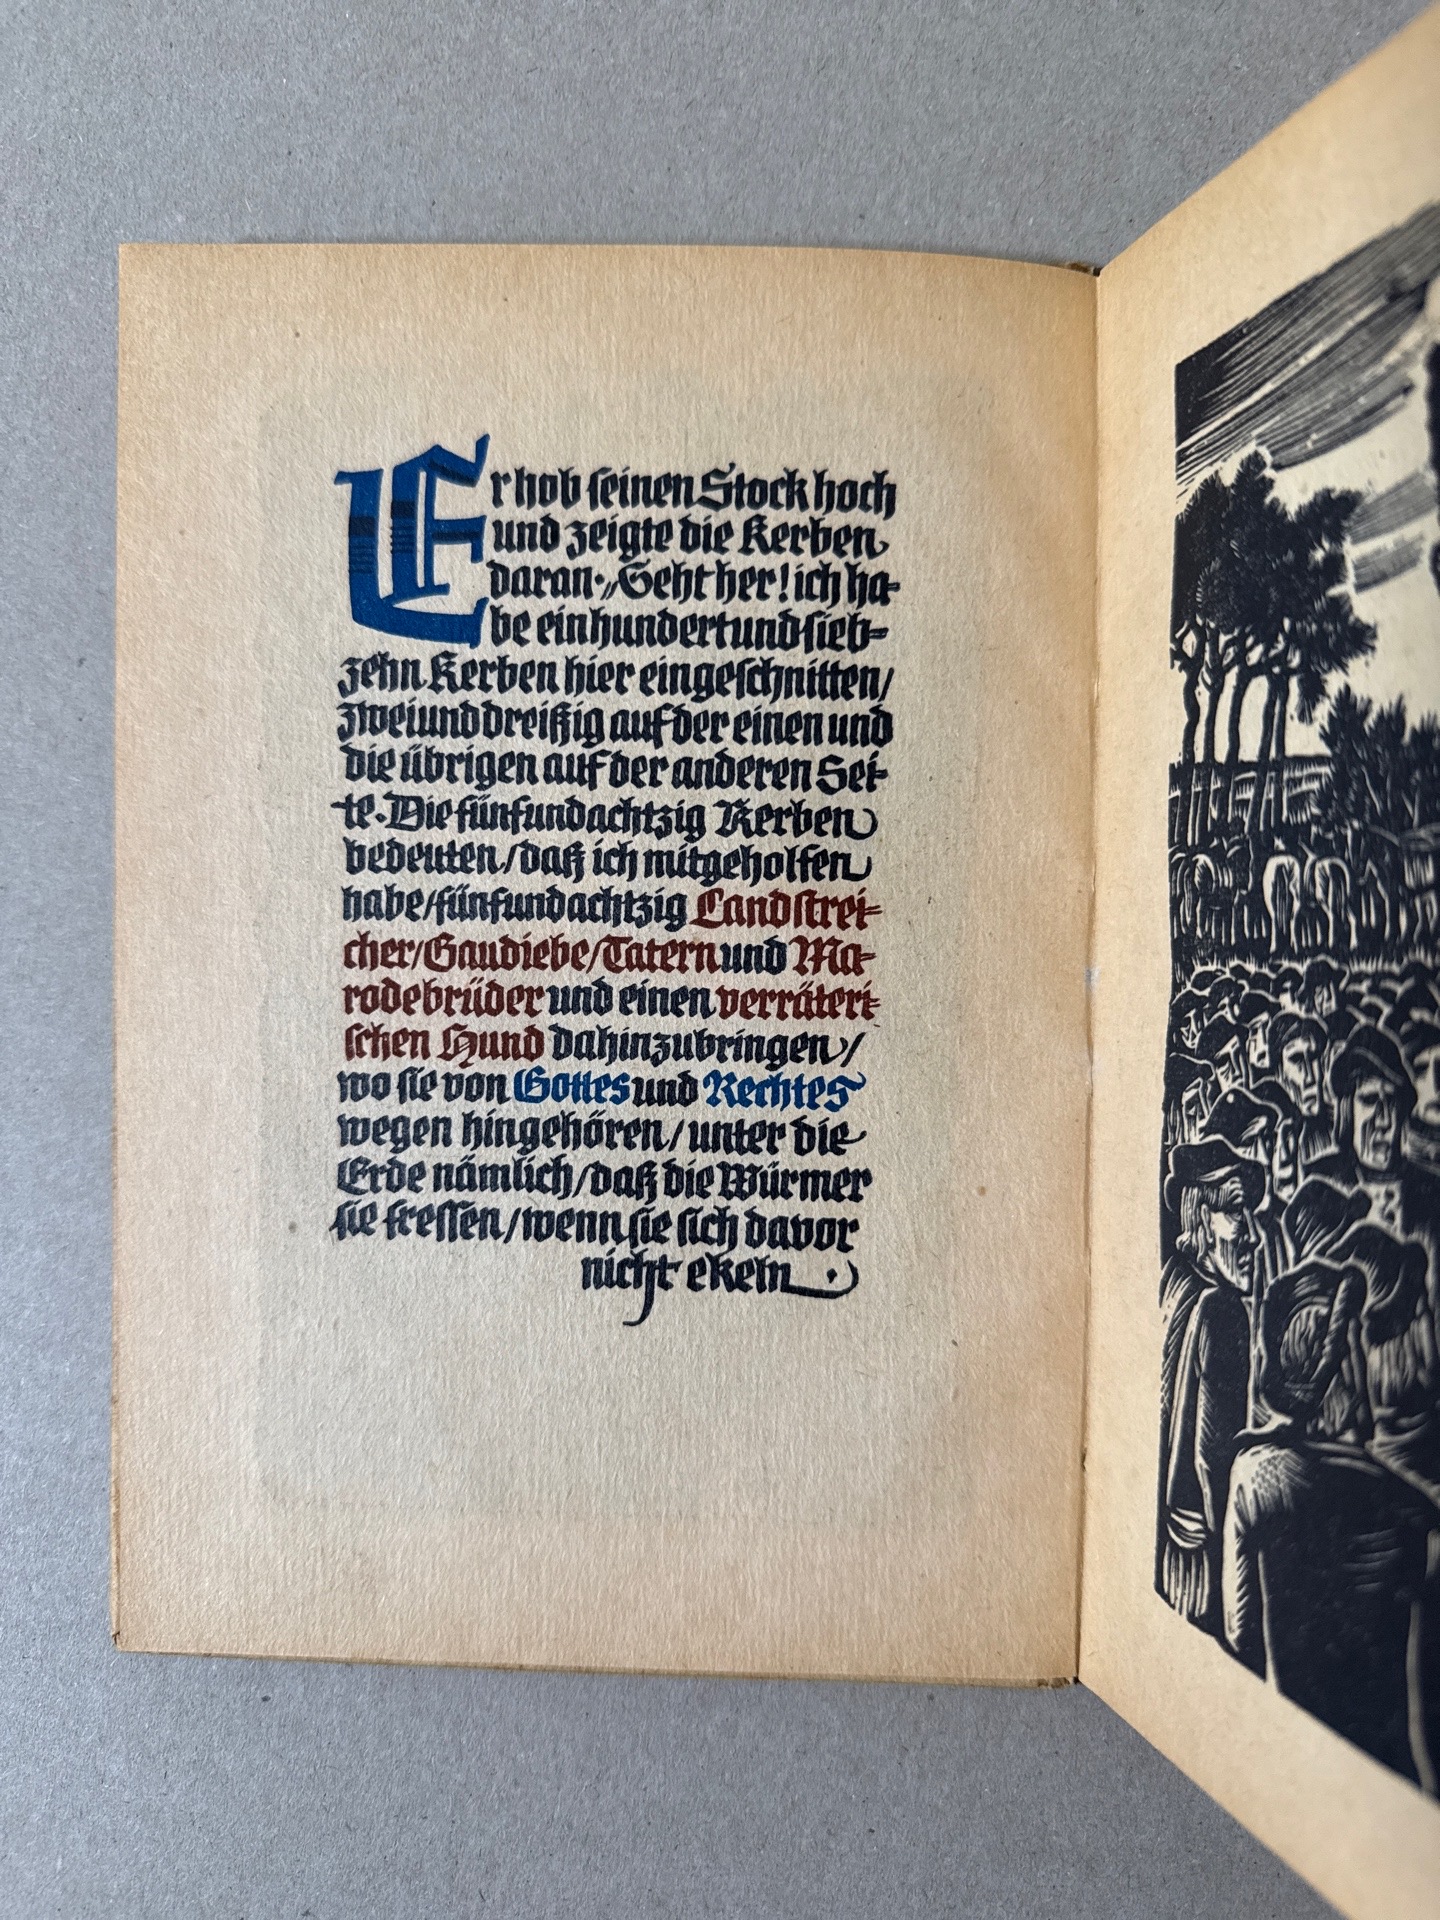 Er hob seinen Stock hoch
und zeigte die Kerben
daran·„Seht her! ich ha-
be einhundertundsieb-
zehn Kerben hier eingeschnitten/
zweiunddreißig auf der einen und
die übrigen auf der anderen Sei-
te. Die fünfundachtzig Kerben
bedeuten/daß ich mitgeholfen
habe/fünfundachtzig Landstrei-
cher/Gaudiebe/Tatern und Ma-
rodebrüder und einen verräteri-
schen Hund dahinzubringen/
wo sie von Gottes und Rechtes
wegen hingehören/unter die
Erde nämlich/daß die Würmer
sie fressen/wenn sie sich davor
nicht ekeln.